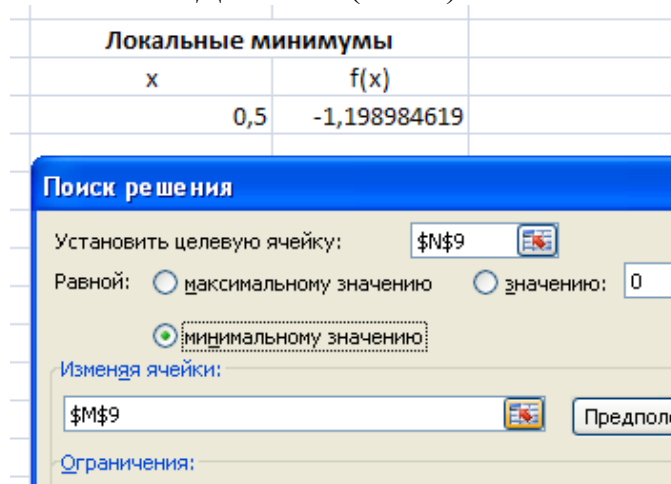 Локальные минимумы
x f(x)
0,5 -1,198984619
Поиск решения
Установить целевую ячейку: $N$9
Равной: максимальному значению значению: 0
минимальному значению
Изменяя ячейки:
$M$9 Предполо
Ограничения: